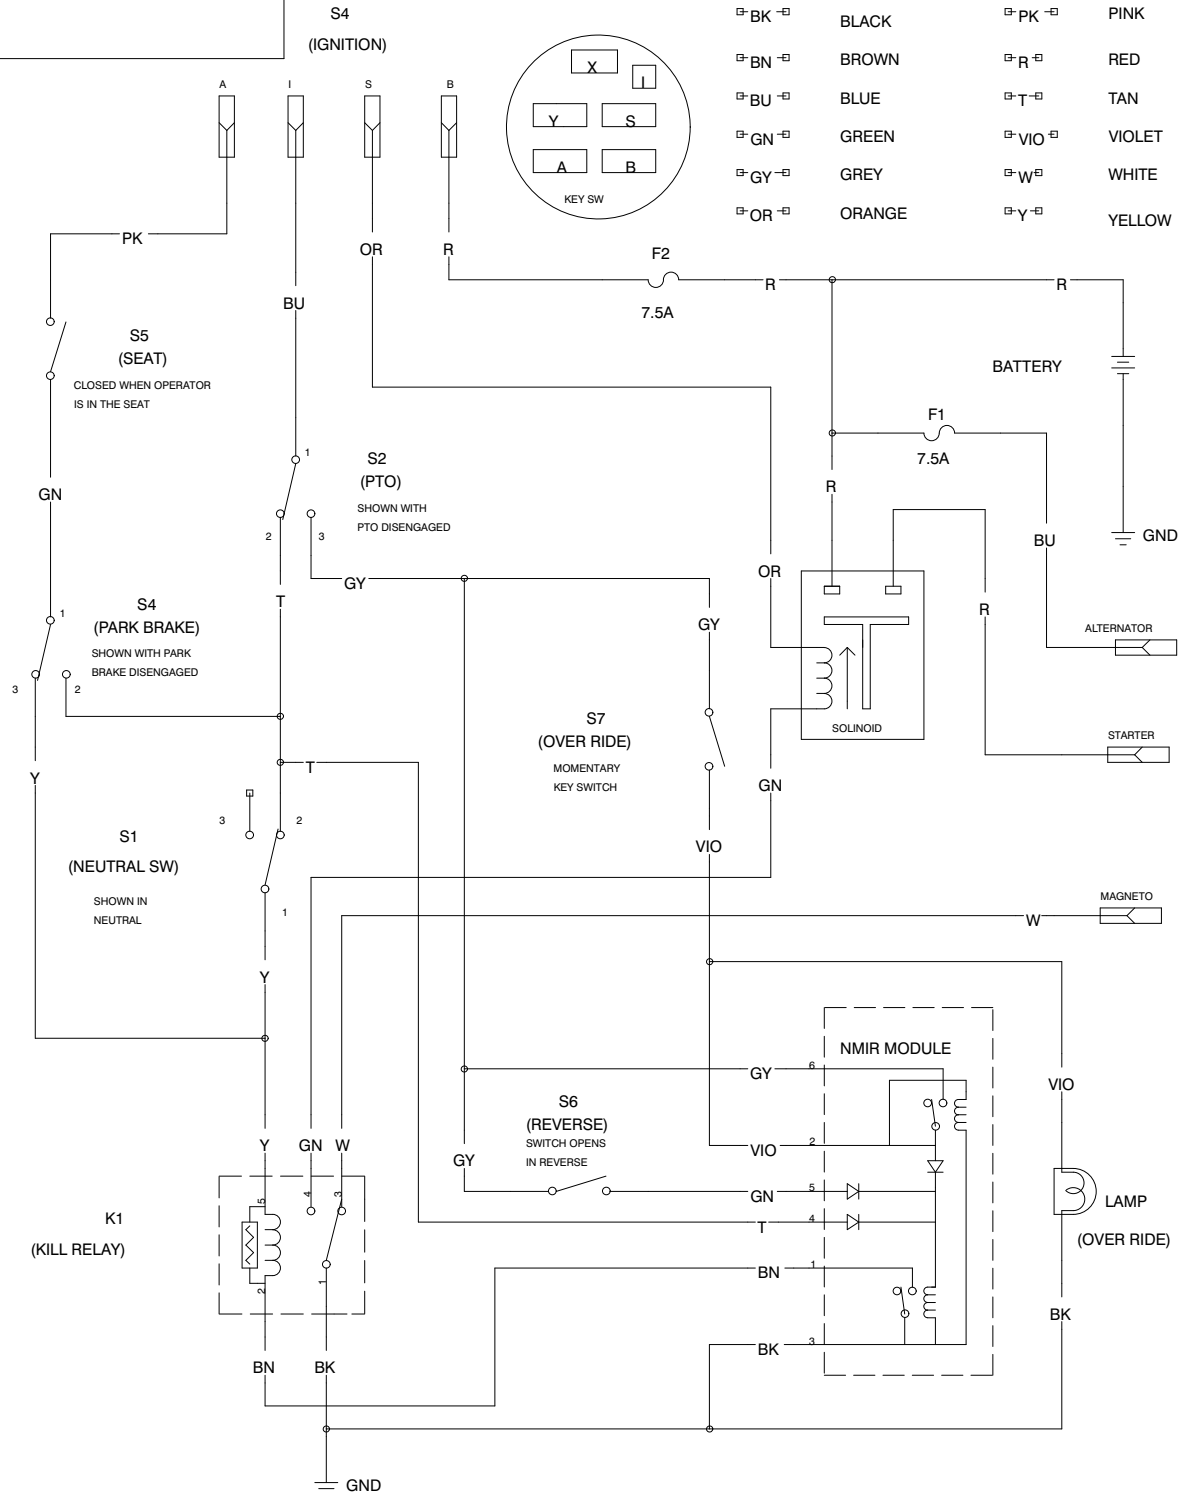 S4
(IGNITION)
A
I
S
B
X
I
Y
S
A
B
KEY SW
BK
BLACK
BN
BROWN
BU
BLUE
GN
GREEN
GY
GREY
OR
ORANGE
PK
PINK
R
RED
T
TAN
VIO
VIOLET
W
WHITE
Y
YELLOW
PK
BU
OR
R
F2
7.5A
R
R
S5
(SEAT)
CLOSED WHEN OPERATOR
IS IN THE SEAT
BATTERY
F1
7.5A
GN
1
S2
(PTO)
SHOWN WITH
PTO DISENGAGED
2
3
R
BU
GND
T
GY
OR
R
GY
1
S4
(PARK BRAKE)
SHOWN WITH PARK
BRAKE DISENGAGED
3
2
ALTERNATOR
SOLINOID
STARTER
S7
(OVER RIDE)
MOMENTARY
KEY SWITCH
Y
T
GN
3
2
S1
(NEUTRAL SW)
SHOWN IN
NEUTRAL
1
VIO
MAGNETO
W
Y
NMIR MODULE
GY
6
VIO
S6
(REVERSE)
SWITCH OPENS
IN REVERSE
Y
GN
W
GY
VIO
2
GN
5
T
4
BN
1
BK
3
K1
(KILL RELAY)
5
4
3
2
1
LAMP
(OVER RIDE)
BK
BN
BK
GND